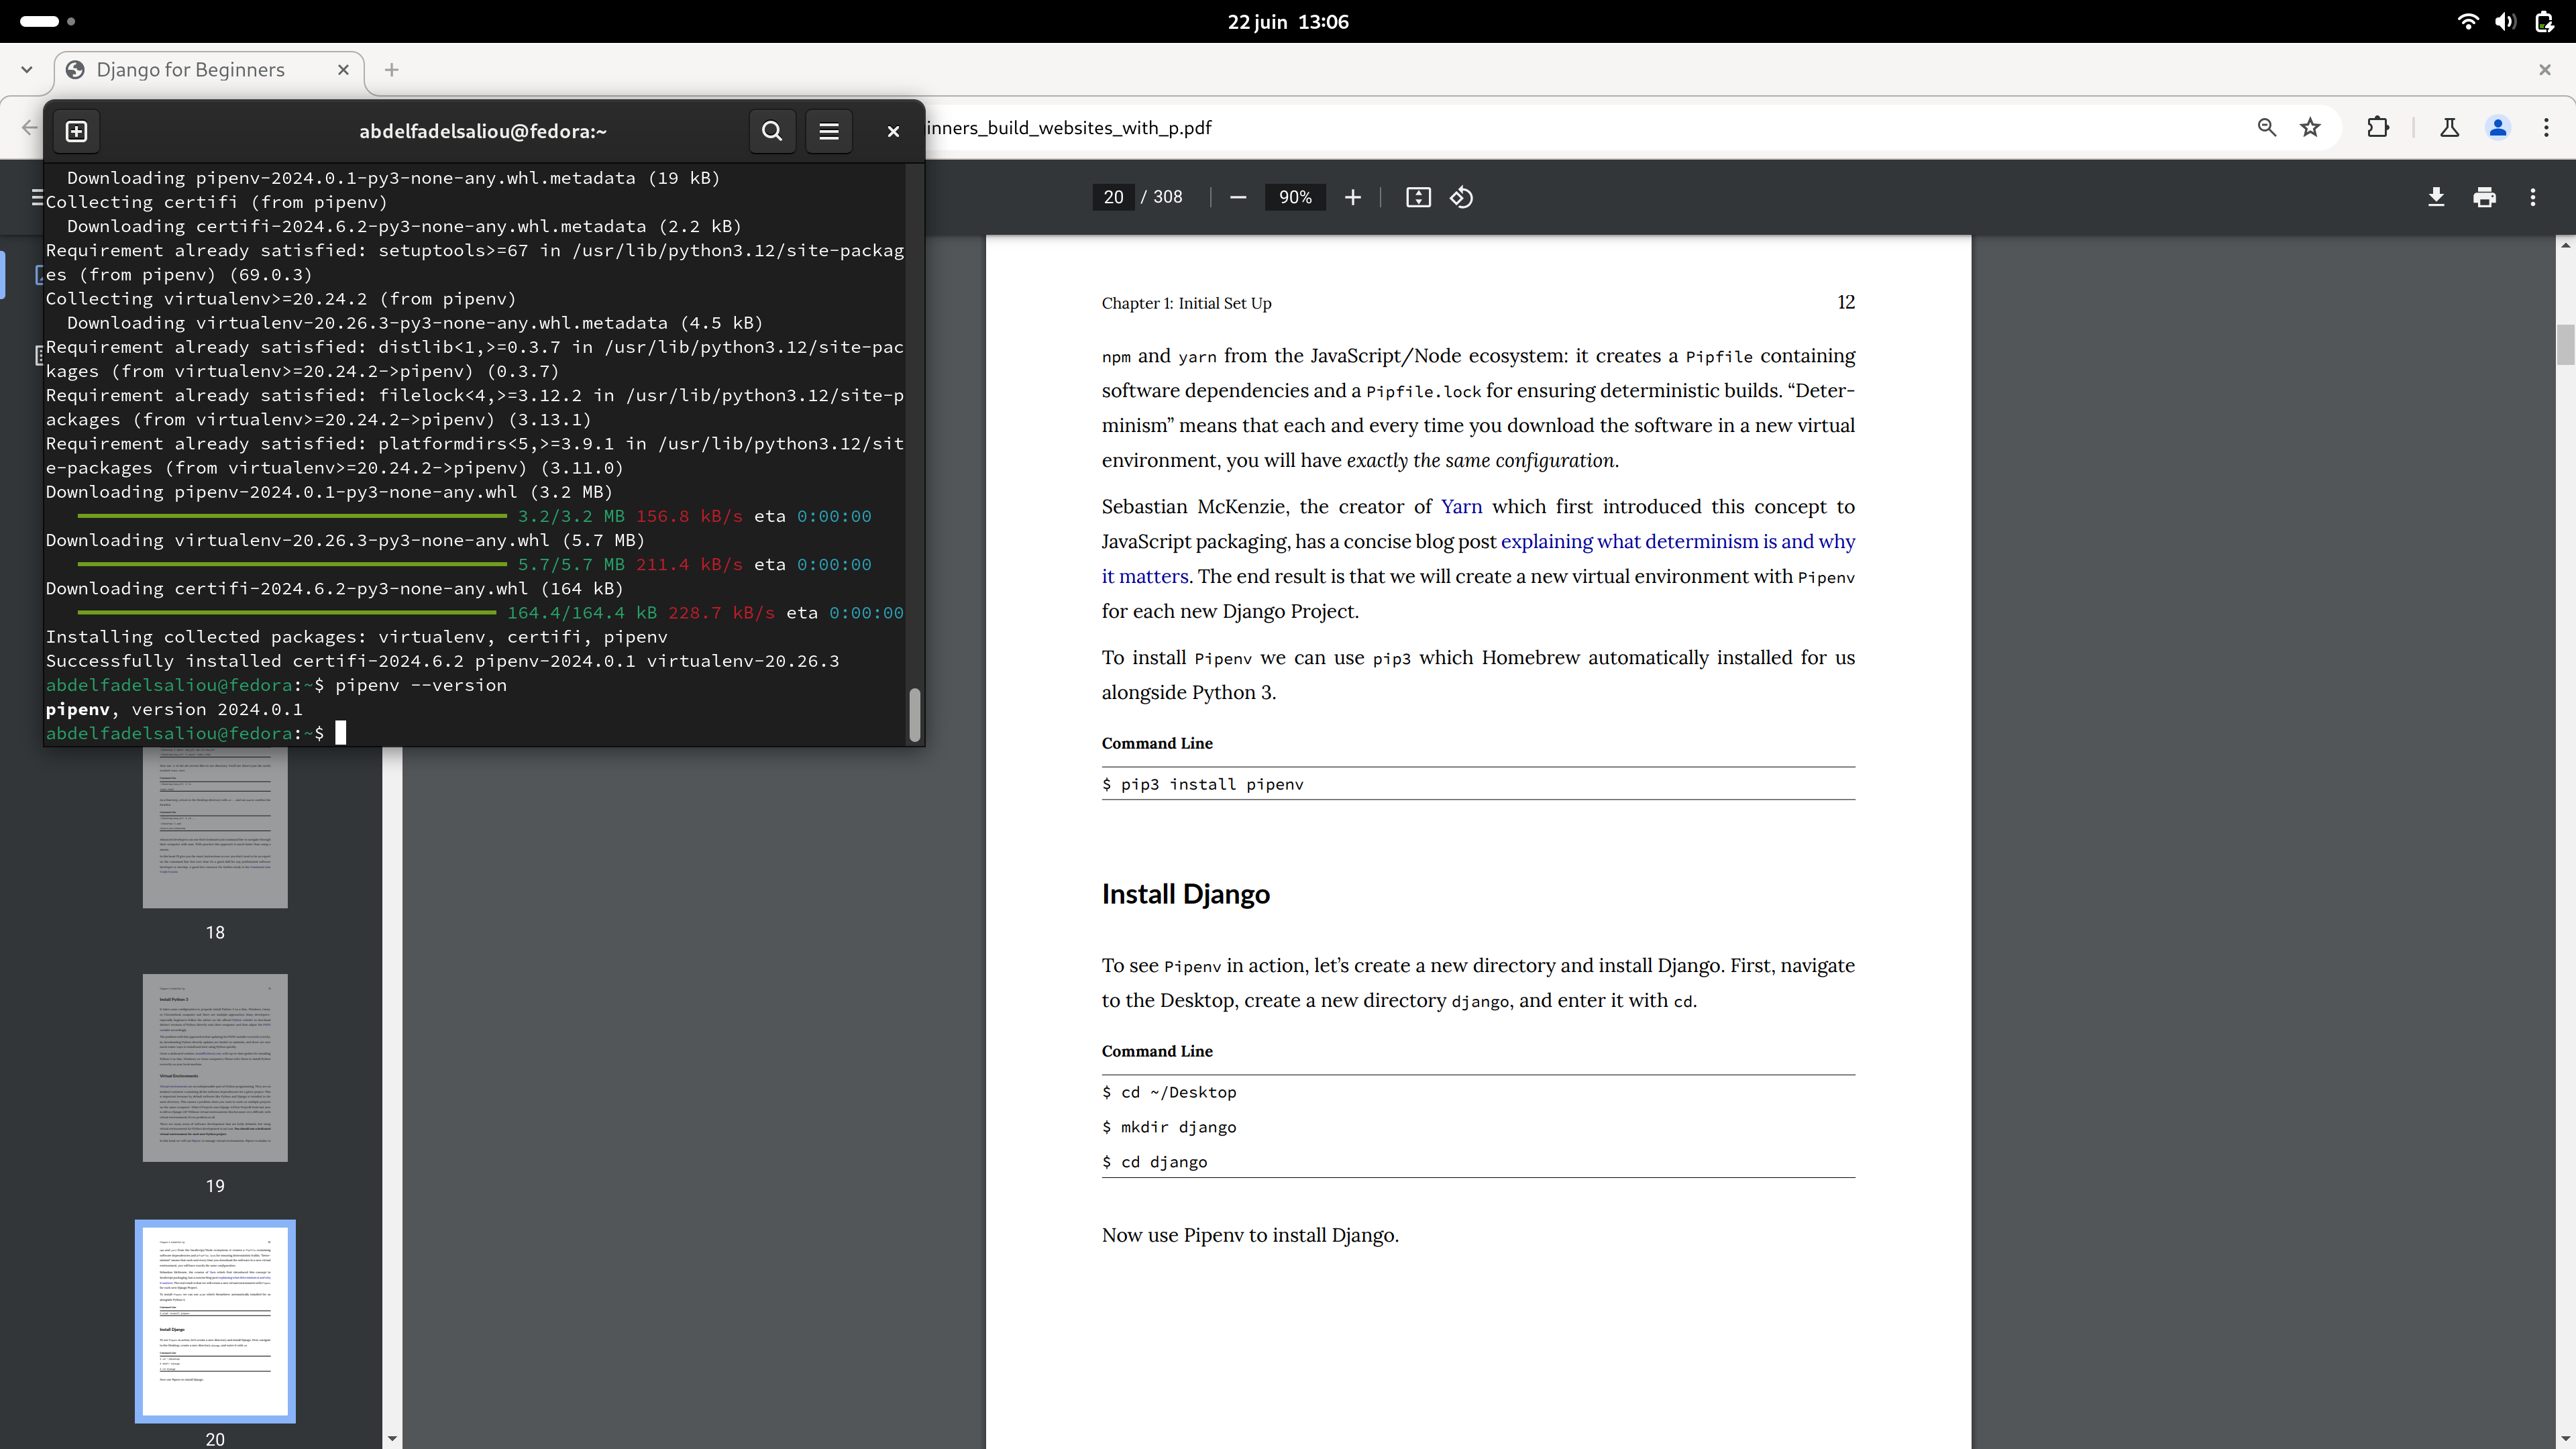 22 juin 13:06
Django for Beginners
abdelfadelsaliou@fedora:~
inners_build_websites_with_p.pdf
20 / 308
90%
Downloading pipenv-2024.0.1-py3-none-any.whl.metadata (19 kB)
Collecting certifi (from pipenv)
Downloading certifi-2024.6.2-py3-none-any.whl.metadata (2.2 kB)
Requirement already satisfied: setuptools>=67 in /usr/lib/python3.12/site-packag
es (from pipenv) (69.0.3)
Collecting virtualenv>=20.24.2 (from pipenv)
Downloading virtualenv-20.26.3-py3-none-any.whl.metadata (4.5 kB)
Requirement already satisfied: distlib<1,>=0.3.7 in /usr/lib/python3.12/site-pac
kages (from virtualenv>=20.24.2->pipenv) (0.3.7)
Requirement already satisfied: filelock<4,>=3.12.2 in /usr/lib/python3.12/site-p
ackages (from virtualenv>=20.24.2->pipenv) (3.13.1)
Requirement already satisfied: platformdirs<5,>=3.9.1 in /usr/lib/python3.12/sit
e-packages (from virtualenv>=20.24.2->pipenv) (3.11.0)
Downloading pipenv-2024.0.1-py3-none-any.whl (3.2 MB)
3.2/3.2 MB 156.8 kB/s eta 0:00:00
Downloading virtualenv-20.26.3-py3-none-any.whl (5.7 MB)
5.7/5.7 MB 211.4 kB/s eta 0:00:00
Downloading certifi-2024.6.2-py3-none-any.whl (164 kB)
164.4/164.4 kB 228.7 kB/s eta 0:00:00
Installing collected packages: virtualenv, certifi, pipenv
Successfully installed certifi-2024.6.2 pipenv-2024.0.1 virtualenv-20.26.3
abdelfadelsaliou@fedora:~$ pipenv --version
pipenv, version 2024.0.1
abdelfadelsaliou@fedora:~$
18
19
20
Chapter 1: Initial Set Up 12
npm and yarn from the JavaScript/Node ecosystem: it creates a Pipfile containing
software dependencies and a Pipfile.lock for ensuring deterministic builds. “Deter-
minism” means that each and every time you download the software in a new virtual
environment, you will have exactly the same configuration.
Sebastian McKenzie, the creator of Yarn which first introduced this concept to
JavaScript packaging, has a concise blog post explaining what determinism is and why
it matters. The end result is that we will create a new virtual environment with Pipenv
for each new Django Project.
To install Pipenv we can use pip3 which Homebrew automatically installed for us
alongside Python 3.
Command Line
$ pip3 install pipenv
Install Django
To see Pipenv in action, let’s create a new directory and install Django. First, navigate
to the Desktop, create a new directory django, and enter it with cd.
Command Line
$ cd ~/Desktop
$ mkdir django
$ cd django
Now use Pipenv to install Django.